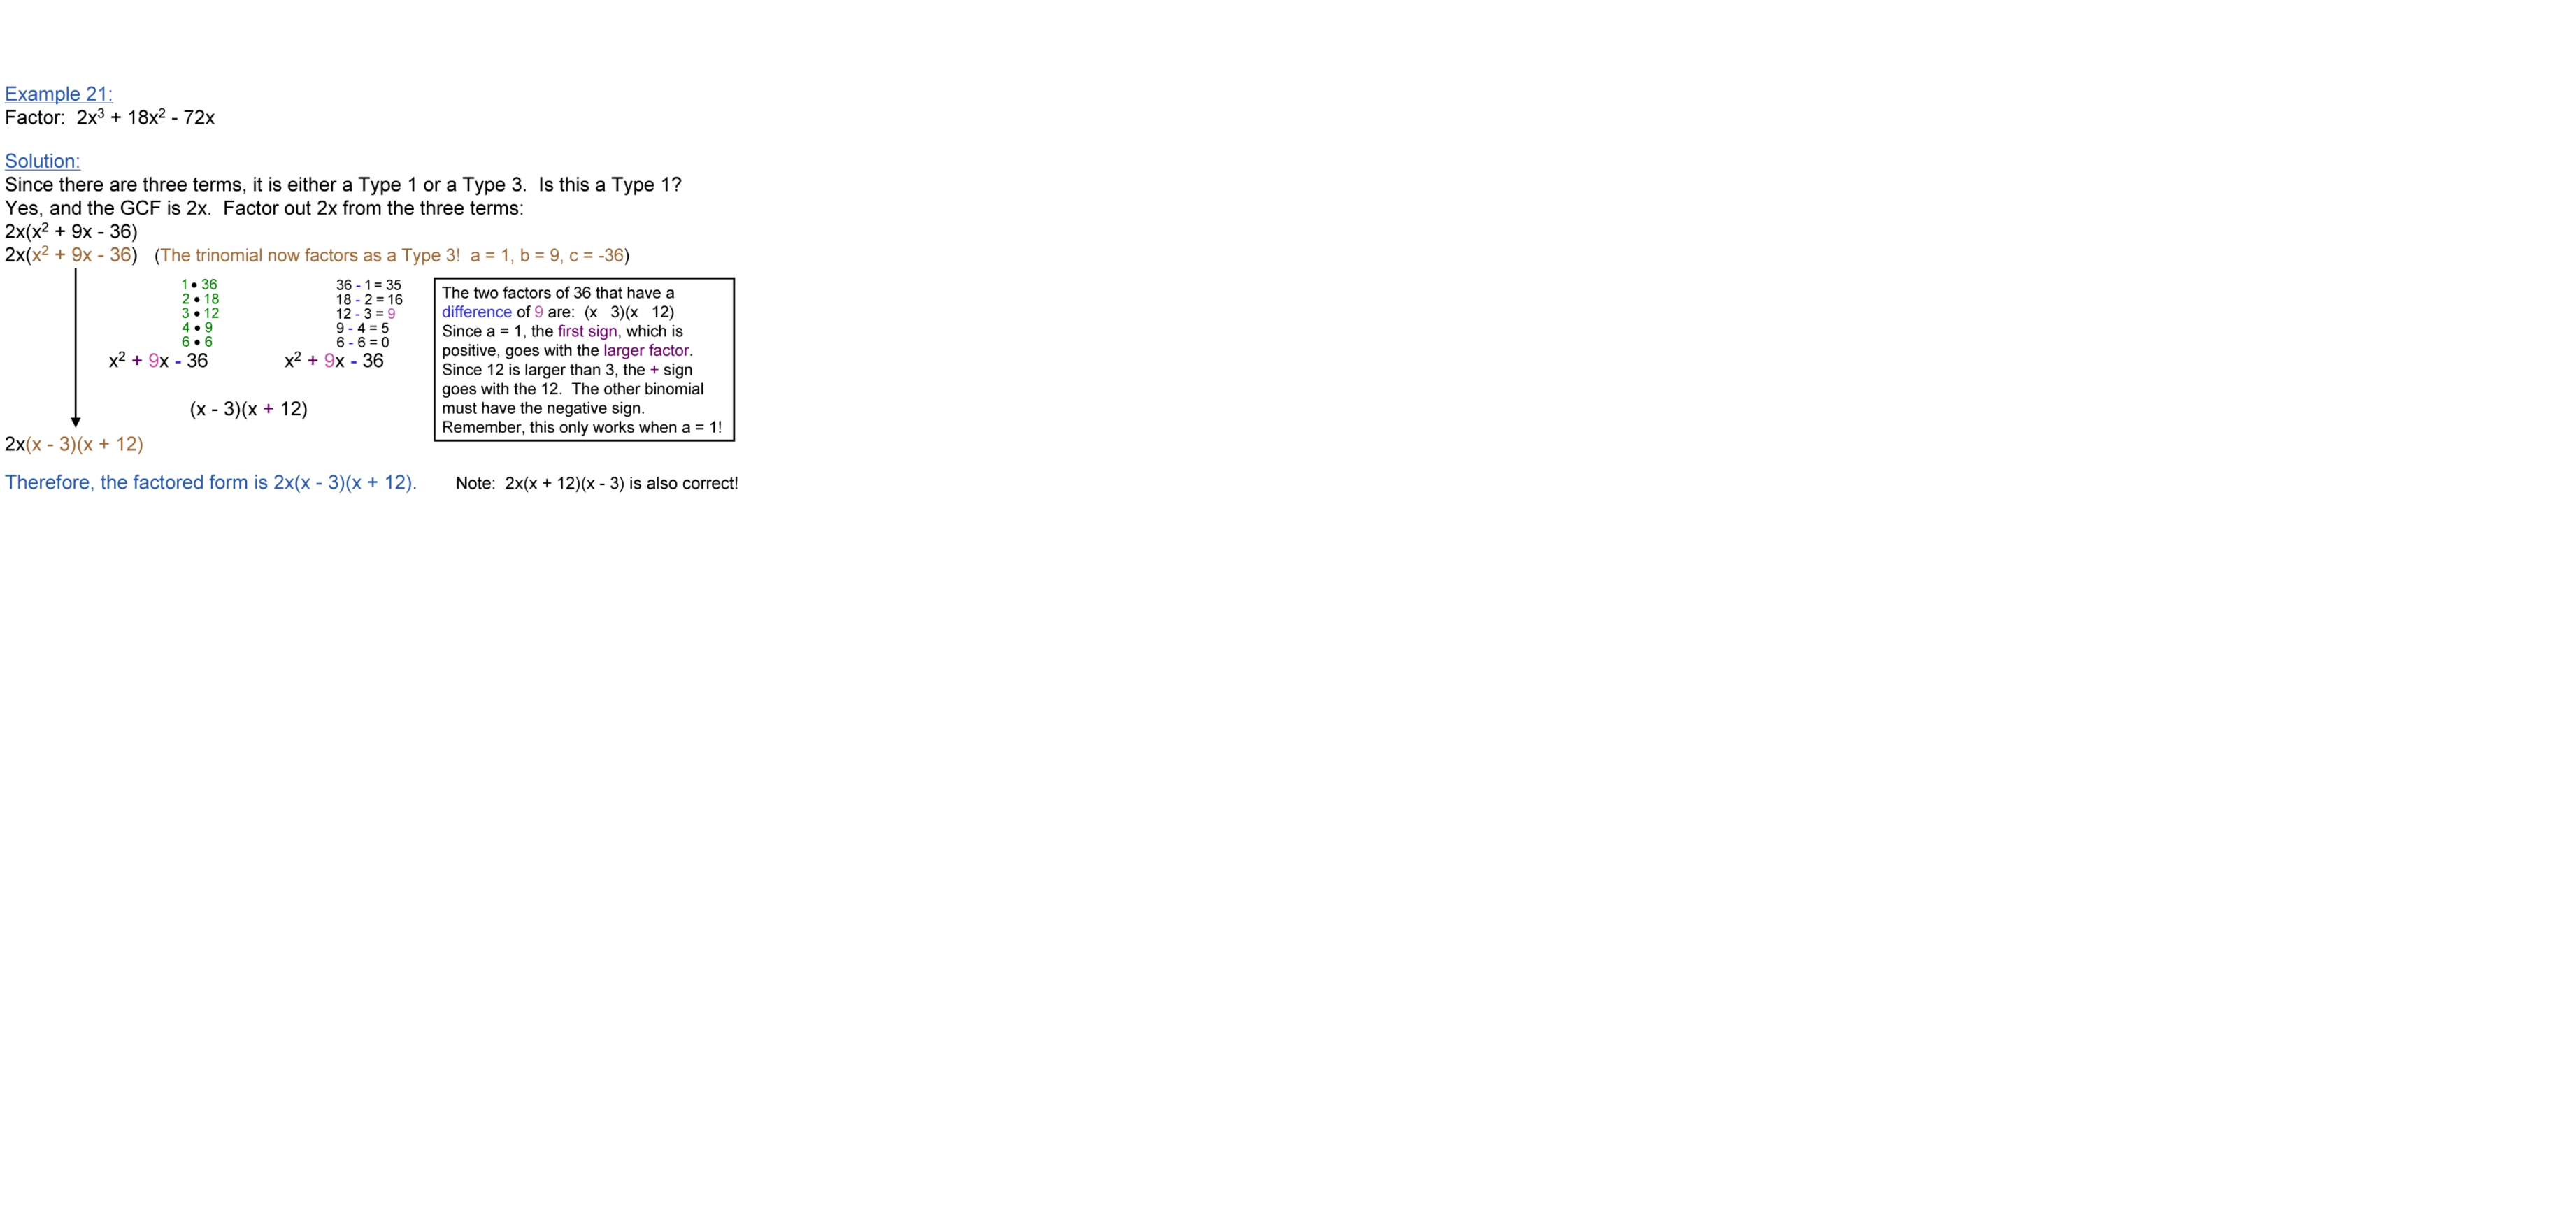 Example 21:
Factor:  2x³ + 18x² - 72x
Solution:
Since there are three terms, it is either a Type 1 or a Type 3.  Is this a Type 1?
Yes, and the GCF is 2x.  Factor out 2x from the three terms:
2x(x² + 9x - 36)
2x(x² + 9x - 36)   (The trinomial now factors as a Type 3!  a = 1, b = 9, c = -36)
1 • 36
2 • 18
3 • 12
4 • 9
6 • 6
x² + 9x - 36
36 - 1 = 35
18 - 2 = 16
12 - 3 = 9
9 - 4 = 5
6 - 6 = 0
x² + 9x - 36
(x - 3)(x + 12)
The two factors of 36 that have a
difference of 9 are:  (x   3)(x   12)
Since a = 1, the first sign, which is
positive, goes with the larger factor.
Since 12 is larger than 3, the + sign
goes with the 12.  The other binomial
must have the negative sign.
Remember, this only works when a = 1!
2x(x - 3)(x + 12)
Therefore, the factored form is 2x(x - 3)(x + 12).
Note:  2x(x + 12)(x - 3) is also correct!